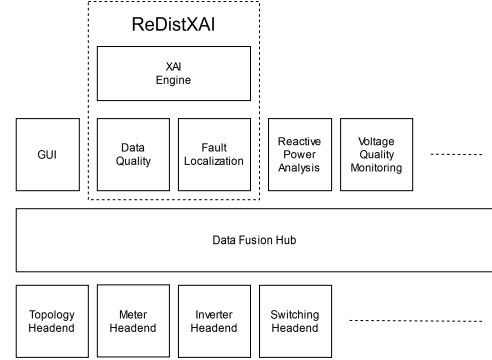 ReDistXAI
XAI
Engine
GUI
Data
Quality
Fault
Localization
Reactive
Power
Analysis
Voltage
Quality
Monitoring
Data Fusion Hub
Topology
Headend
Meter
Headend
Inverter
Headend
Switching
Headend